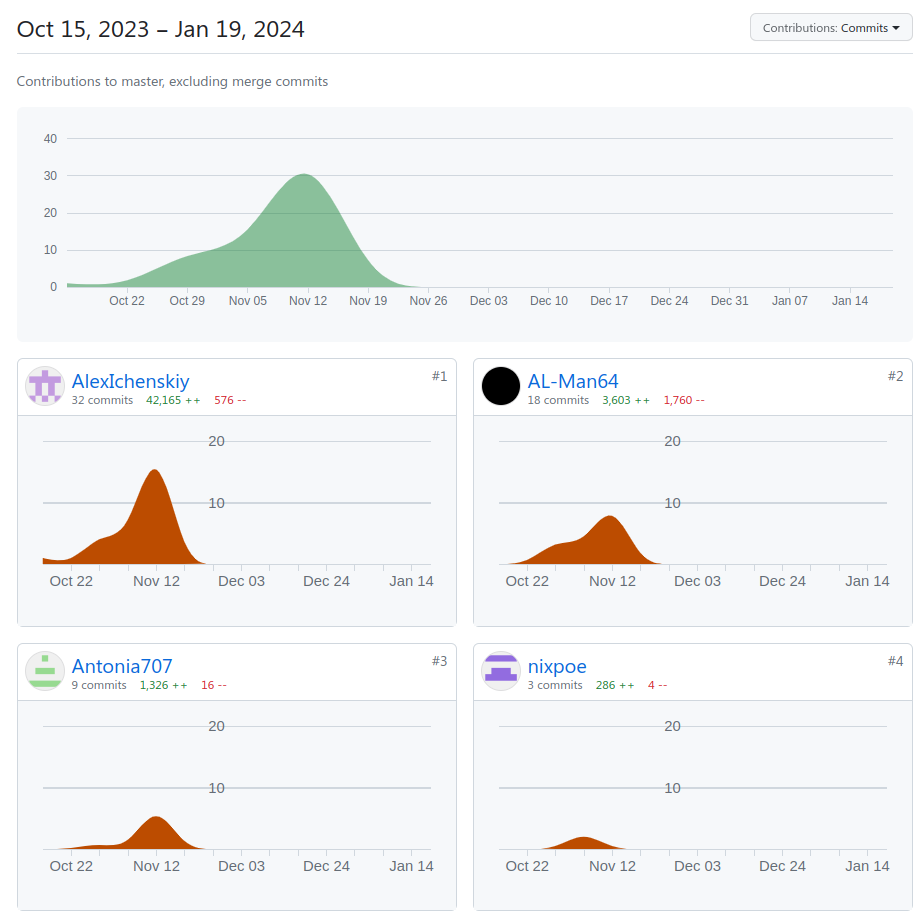 Oct 15, 2023 – Jan 19, 2024
Contributions: Commits
Contributions to master, excluding merge commits
40
30
20
10
0
Oct 22 Oct 29 Nov 05 Nov 12 Nov 19 Nov 26 Dec 03 Dec 10 Dec 17 Dec 24 Dec 31 Jan 07 Jan 14
AlexIchenskiy #1
32 commits 42,165 ++ 576 --
20
10
Oct 22 Nov 12 Dec 03 Dec 24 Jan 14
AL-Man64 #2
18 commits 3,603 ++ 1,760 --
20
10
Oct 22 Nov 12 Dec 03 Dec 24 Jan 14
Antonia707 #3
9 commits 1,326 ++ 16 --
20
10
Oct 22 Nov 12 Dec 03 Dec 24 Jan 14
nixpoe #4
3 commits 286 ++ 4 --
20
10
Oct 22 Nov 12 Dec 03 Dec 24 Jan 14